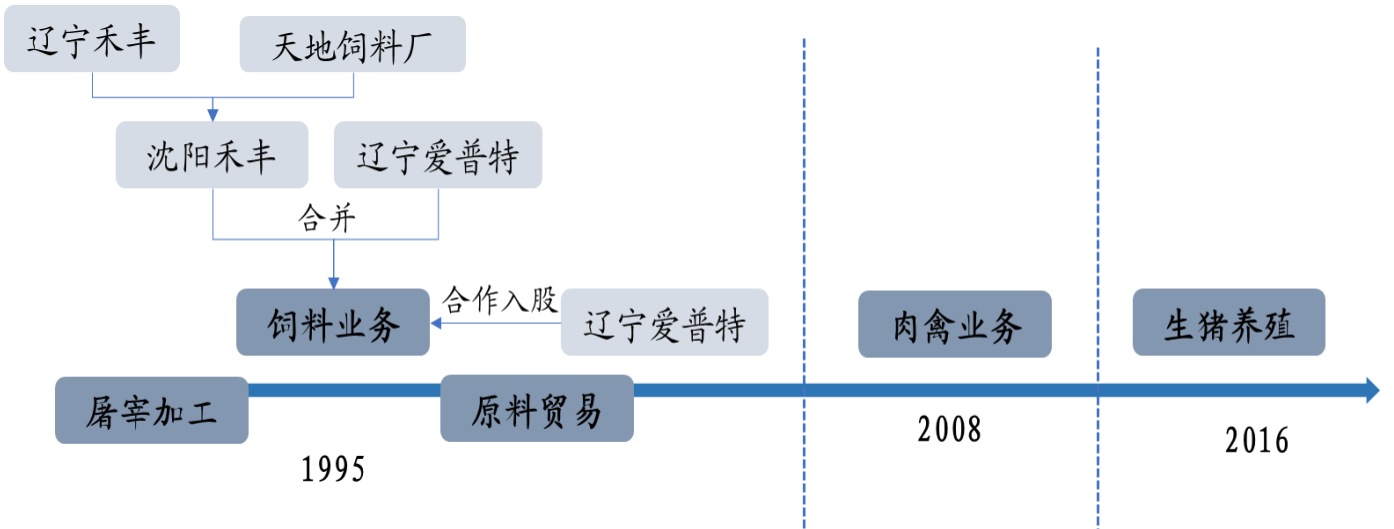 辽宁禾丰
天地饲料厂
沈阳禾丰
辽宁爱普特
合并
饲料业务
合作入股
辽宁爱普特
肉禽业务
生猪养殖
屠宰加工
原料贸易
1995
2008
2016